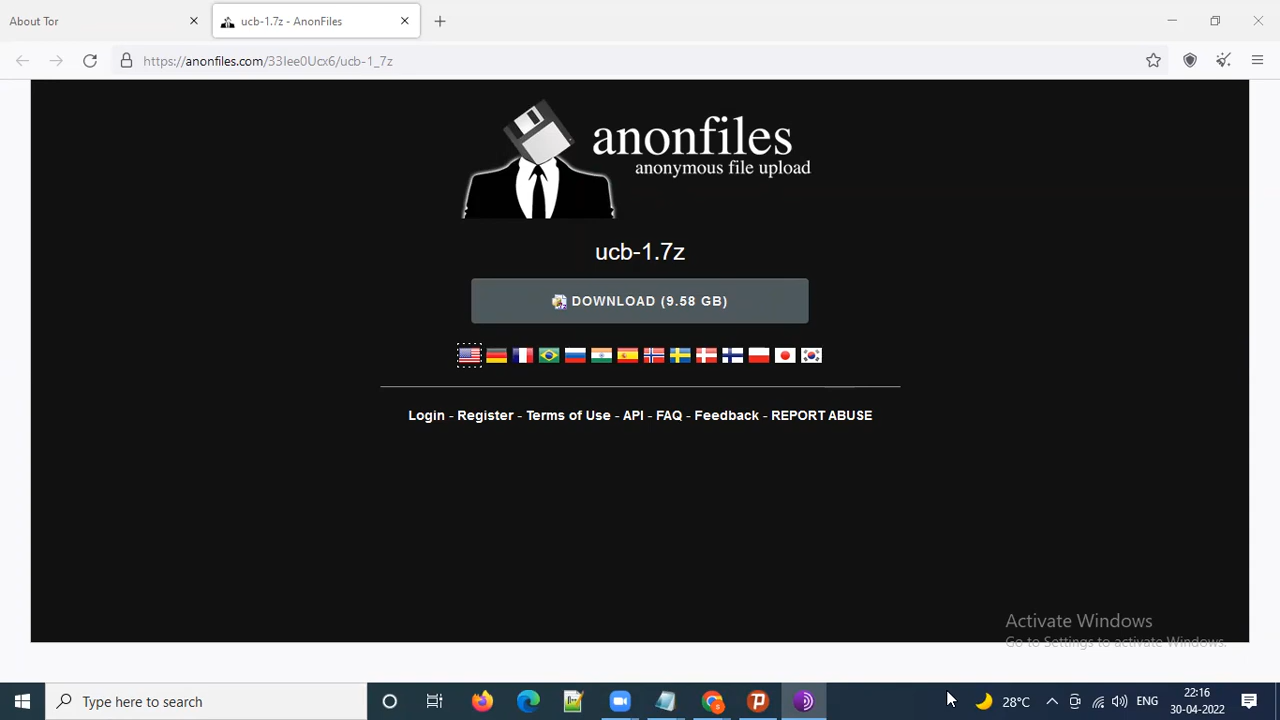 About Tor
ucb-1.7z - AnonFiles
https://anonfiles.com/33Iee0Ucx6/ucb-1_7z
anonfiles
anonymous file upload
ucb-1.7z
DOWNLOAD (9.58 GB)
Login - Register - Terms of Use - API - FAQ - Feedback - REPORT ABUSE
Activate Windows
Go to Settings to activate Windows.
Type here to search
28°C
ENG
22:16
30-04-2022